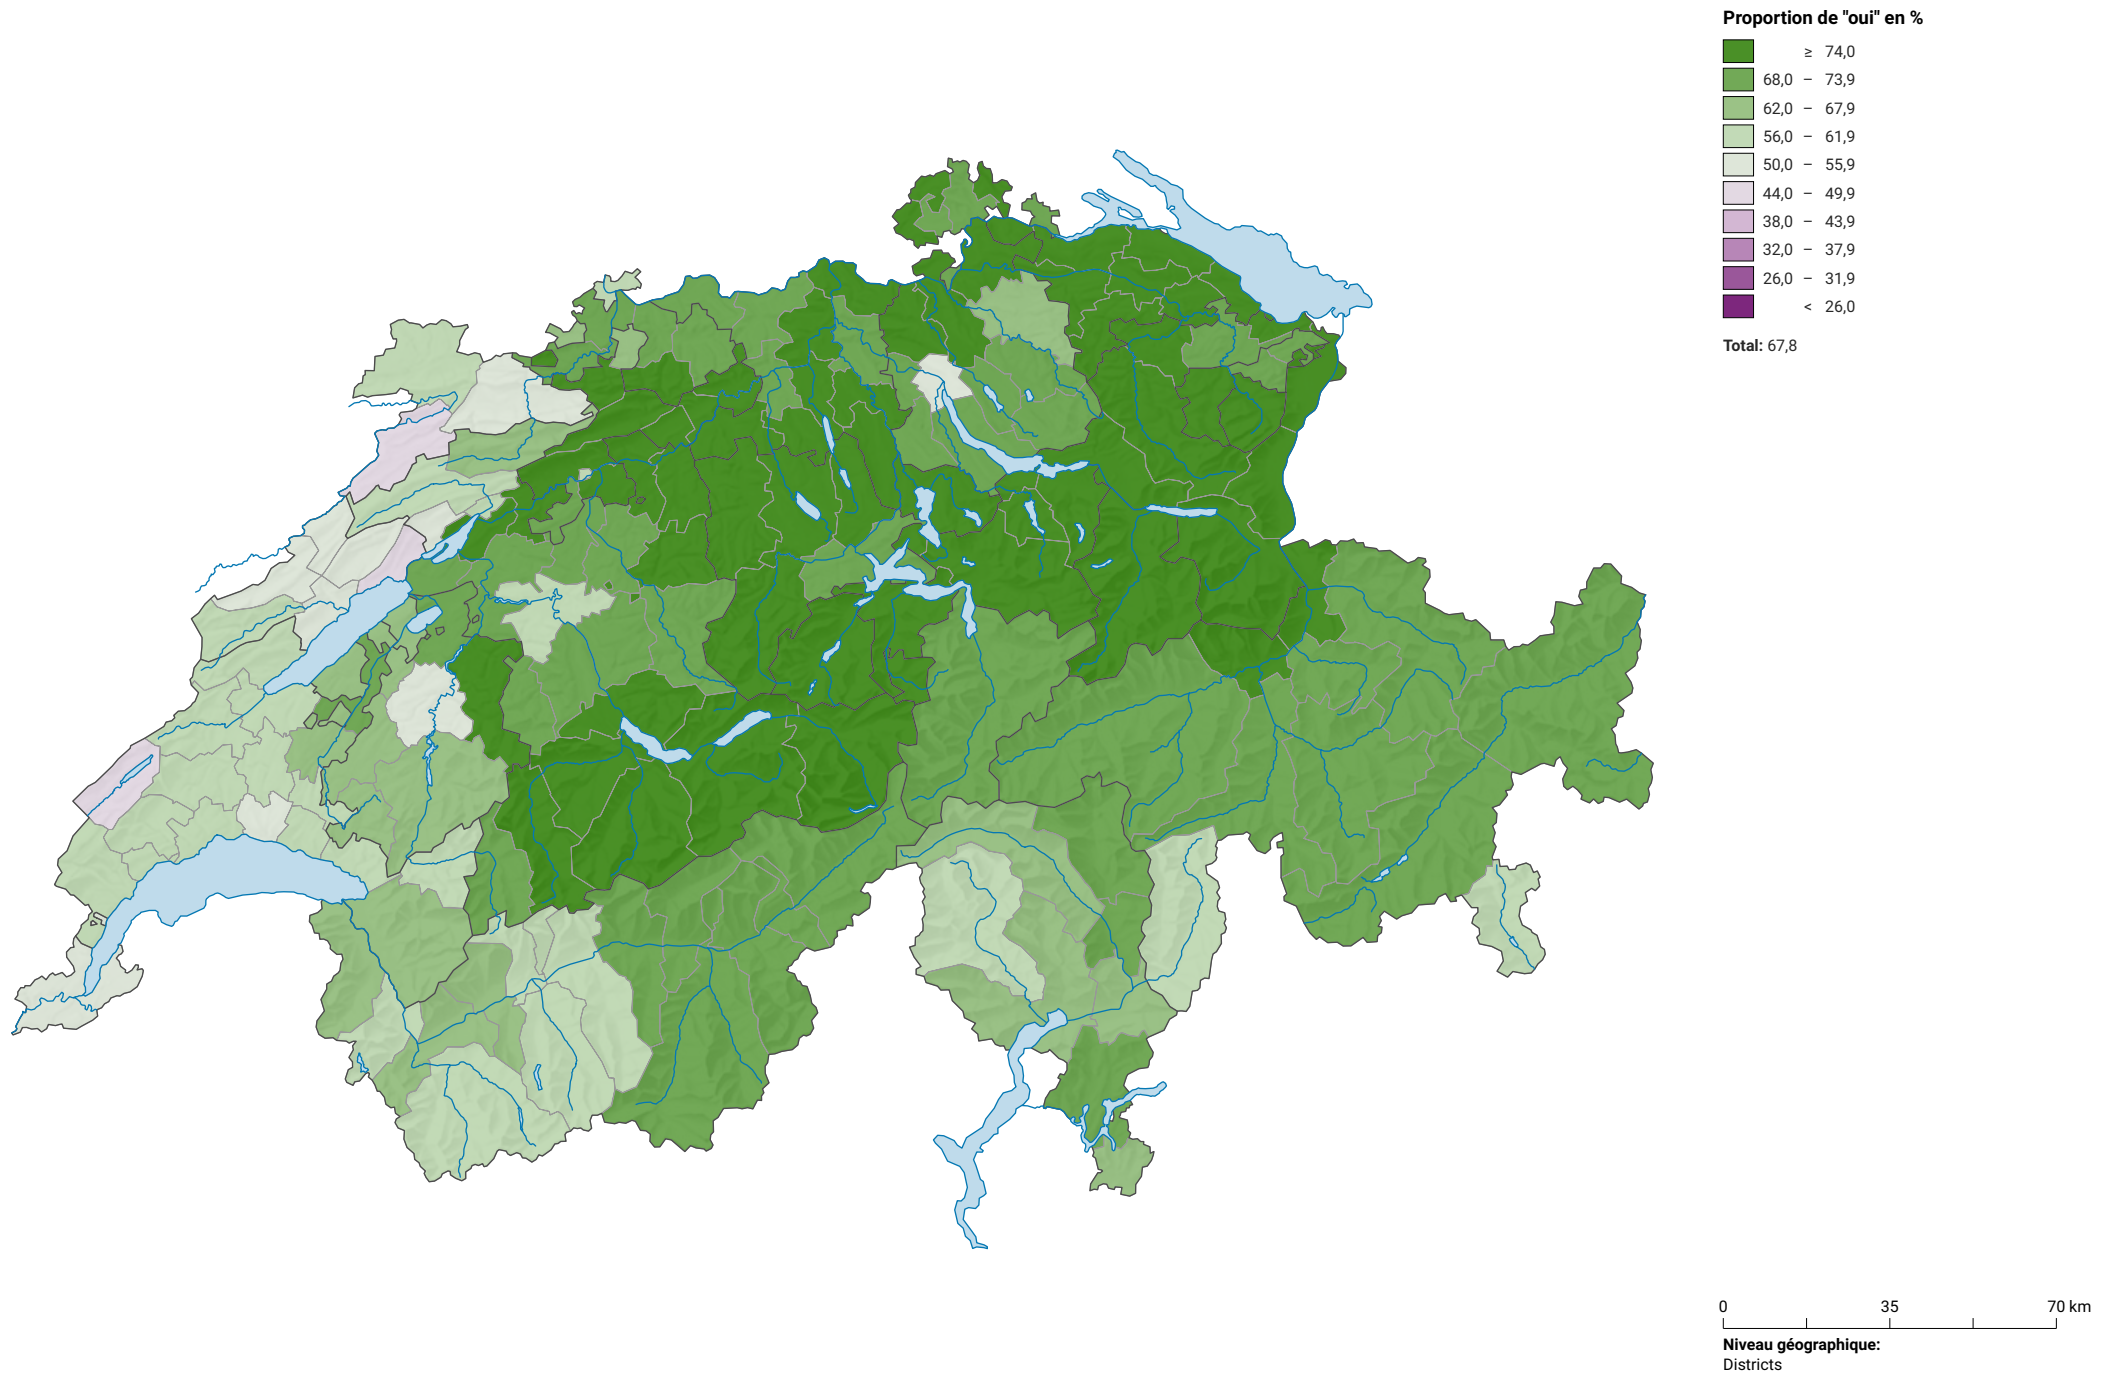 Proportion de "oui" en %
≥ 74,0
68,0 – 73,9
62,0 – 67,9
56,0 – 61,9
50,0 – 55,9
44,0 – 49,9
38,0 – 43,9
32,0 – 37,9
26,0 – 31,9
< 26,0
Total: 67,8
0 35 70 km
Niveau géographique:
Districts